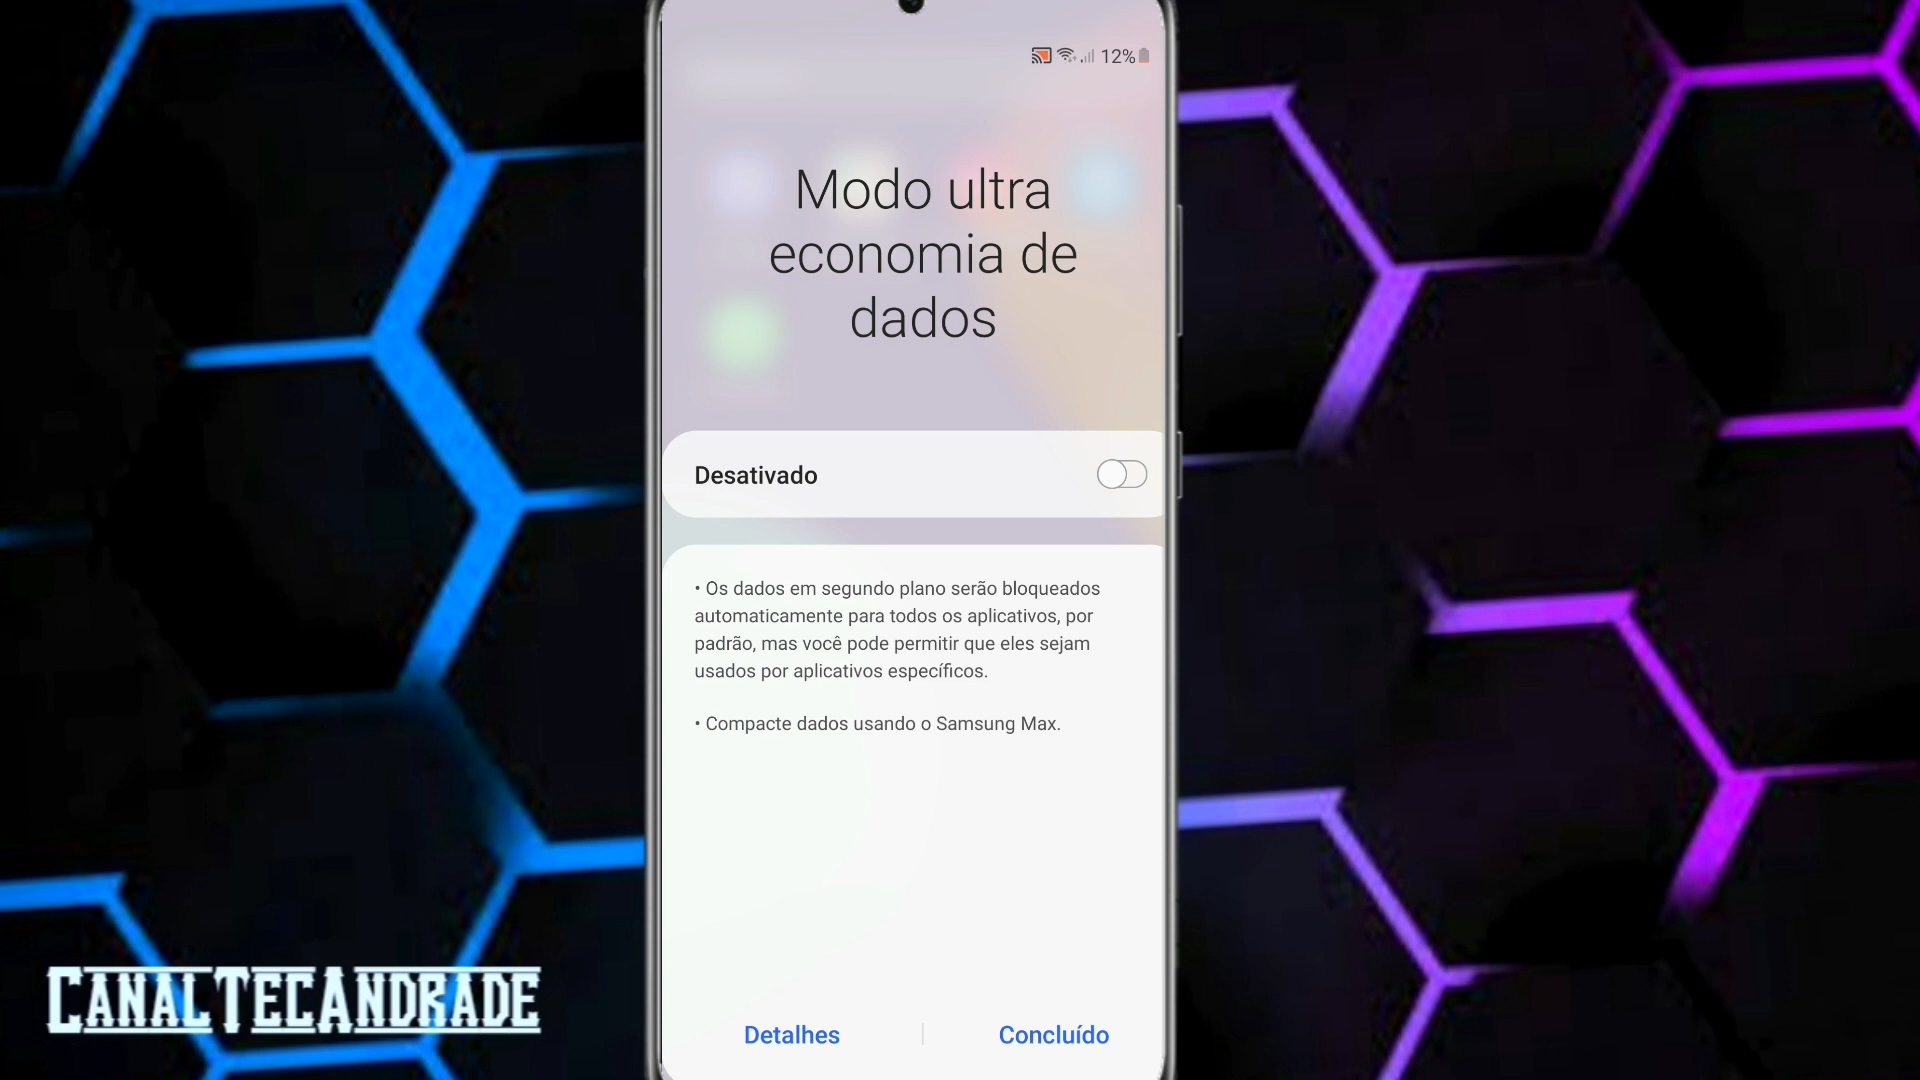 12%
Modo ultra
economia de
dados
Desativado
• Os dados em segundo plano serão bloqueados
automaticamente para todos os aplicativos, por
padrão, mas você pode permitir que eles sejam
usados por aplicativos específicos.
• Compacte dados usando o Samsung Max.
Detalhes
Concluído
CANALTECANDRADE